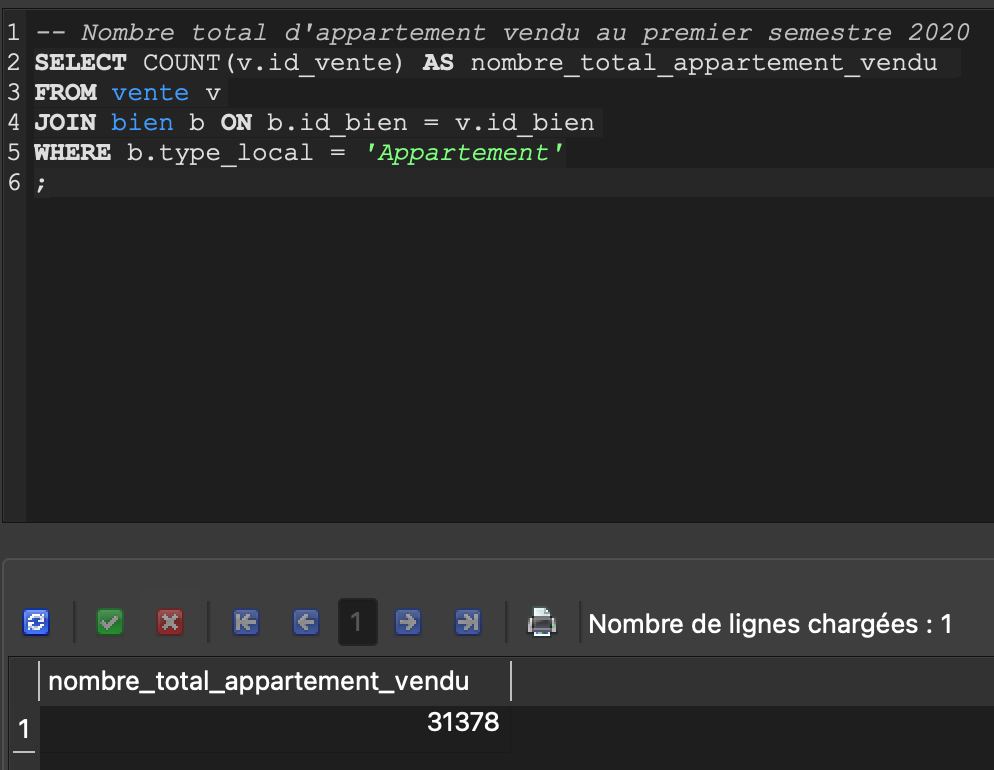 1 -- Nombre total d'appartement vendu au premier semestre 2020
2 SELECT COUNT(v.id_vente) AS nombre_total_appartement_vendu
3 FROM vente v
4 JOIN bien b ON b.id_bien = v.id_bien
5 WHERE b.type_local = 'Appartement'
6 ;
1 Nombre de lignes chargées : 1
nombre_total_appartement_vendu
1 31378